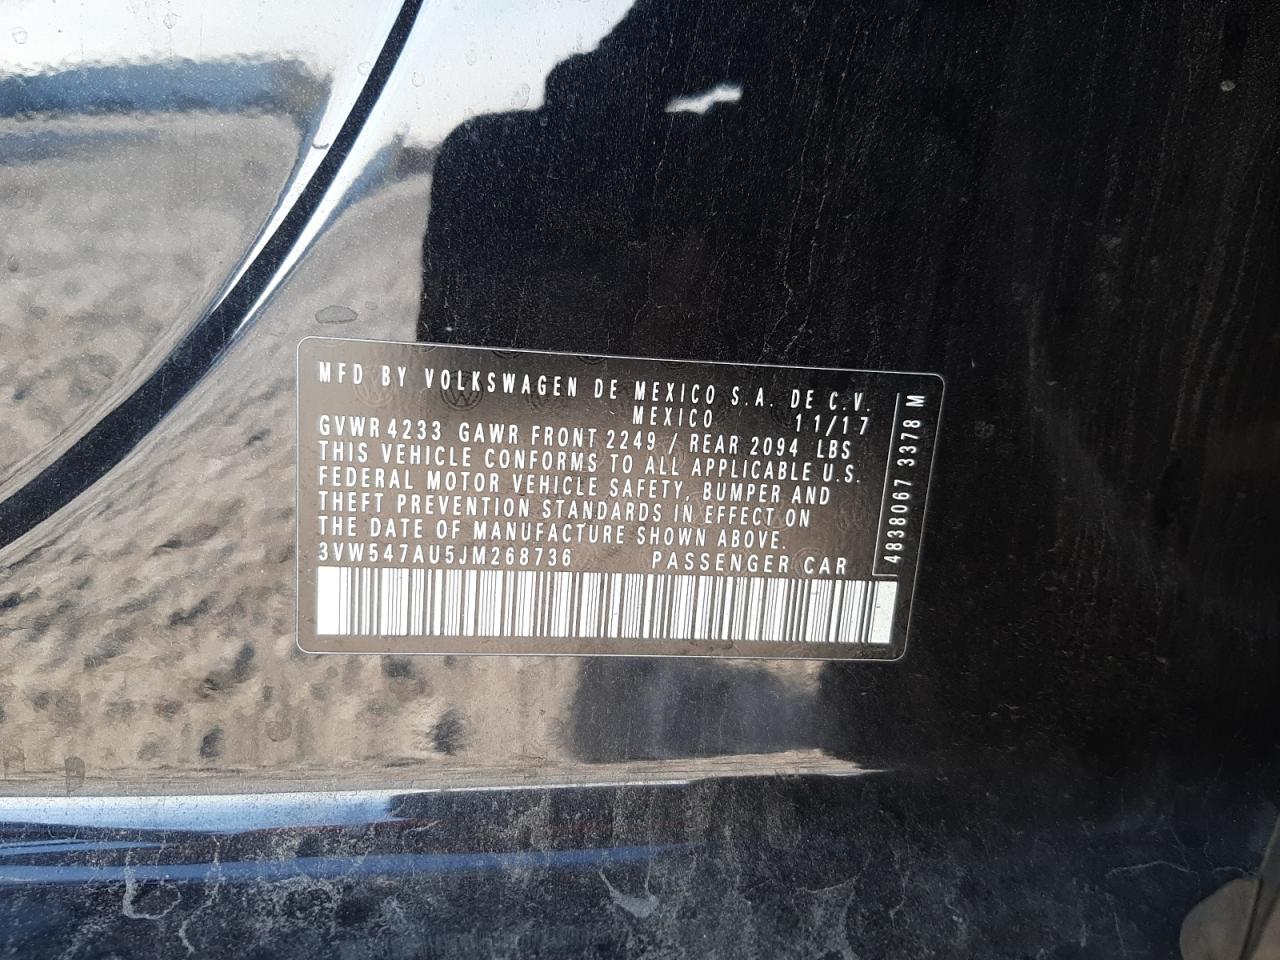 MFD BY VOLKSWAGEN DE MEXICO S.A. DE C.V.
MEXICO 11/17
GVWR 4233 GAWR FRONT 2249 / REAR 2094 LBS
THIS VEHICLE CONFORMS TO ALL APPLICABLE U.S.
FEDERAL MOTOR VEHICLE SAFETY, BUMPER AND
THEFT PREVENTION STANDARDS IN EFFECT ON
THE DATE OF MANUFACTURE SHOWN ABOVE.
3VW547AU5JM268736 PASSENGER CAR
4838067 3378 M